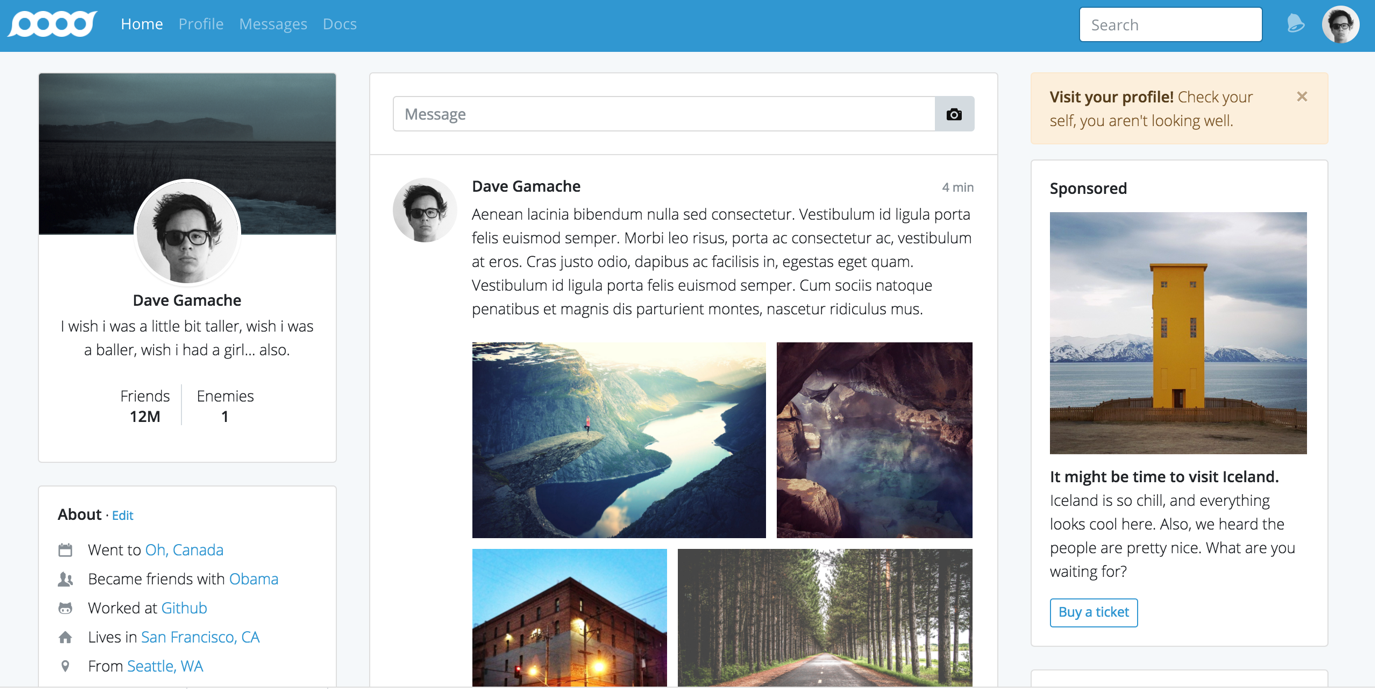 Home Profile Messages Docs
Search
Dave Gamache
I wish i was a little bit taller, wish i was
a baller, wish i had a girl... also.
Friends Enemies
12M 1
About · Edit
Went to Oh, Canada
Became friends with Obama
Worked at Github
Lives in San Francisco, CA
From Seattle, WA
Message
Dave Gamache 4 min
Aenean lacinia bibendum nulla sed consectetur. Vestibulum id ligula porta
felis euismod semper. Morbi leo risus, porta ac consectetur ac, vestibulum
at eros. Cras justo odio, dapibus ac facilisis in, egestas eget quam.
Vestibulum id ligula porta felis euismod semper. Cum sociis natoque
penatibus et magnis dis parturient montes, nascetur ridiculus mus.
Visit your profile! Check your ×
self, you aren't looking well.
Sponsored
It might be time to visit Iceland.
Iceland is so chill, and everything
looks cool here. Also, we heard the
people are pretty nice. What are you
waiting for?
Buy a ticket